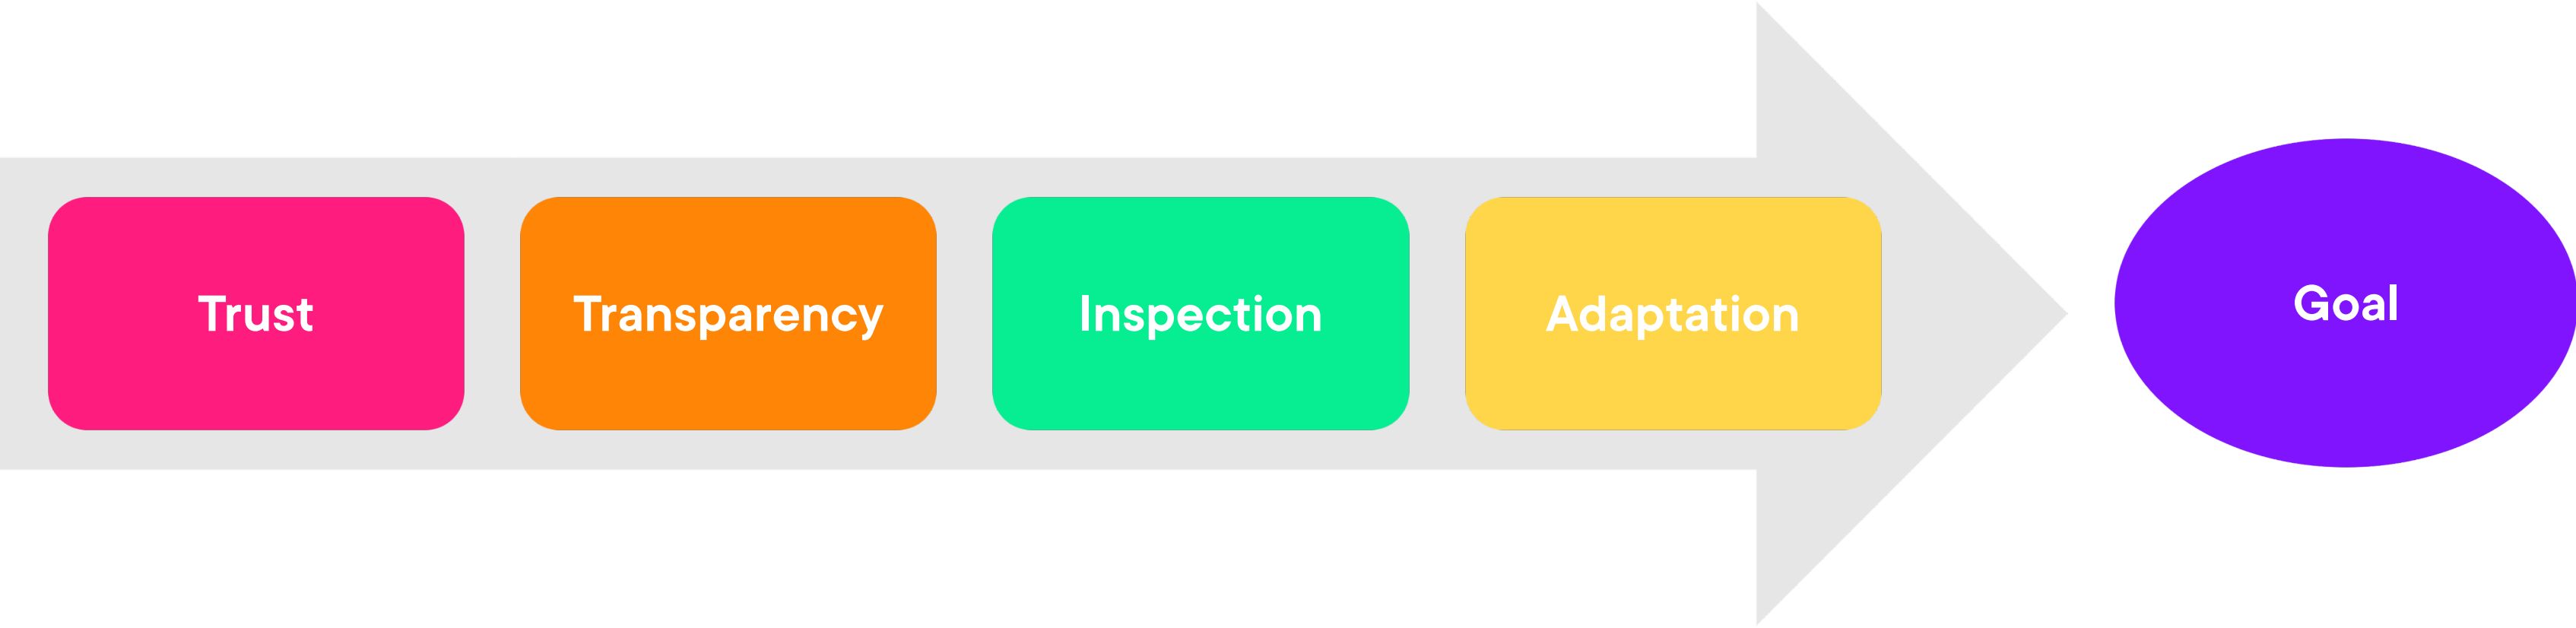 Trust
Transparency
Inspection
Adaptation
Goal